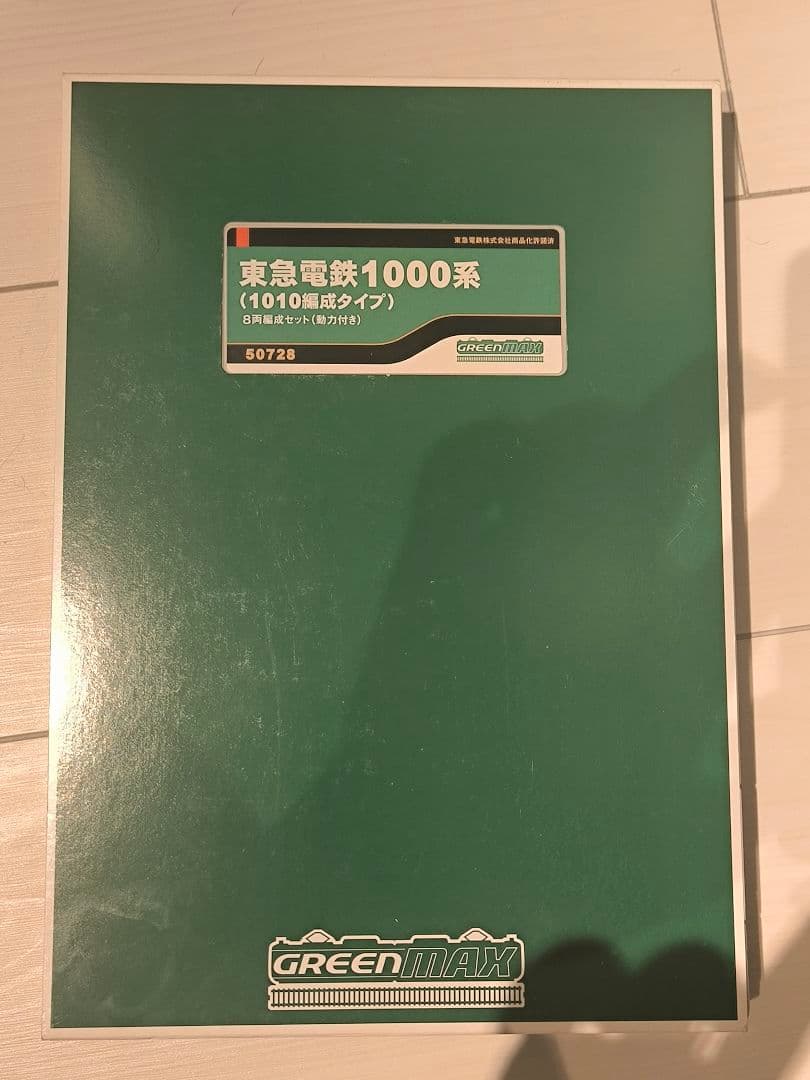 東急電鉄株式会社商品化許諾済
東急電鉄1000系
(1010編成タイプ)
8両編成セット(動力付き)
50728
GREENMAX
GREENMAX